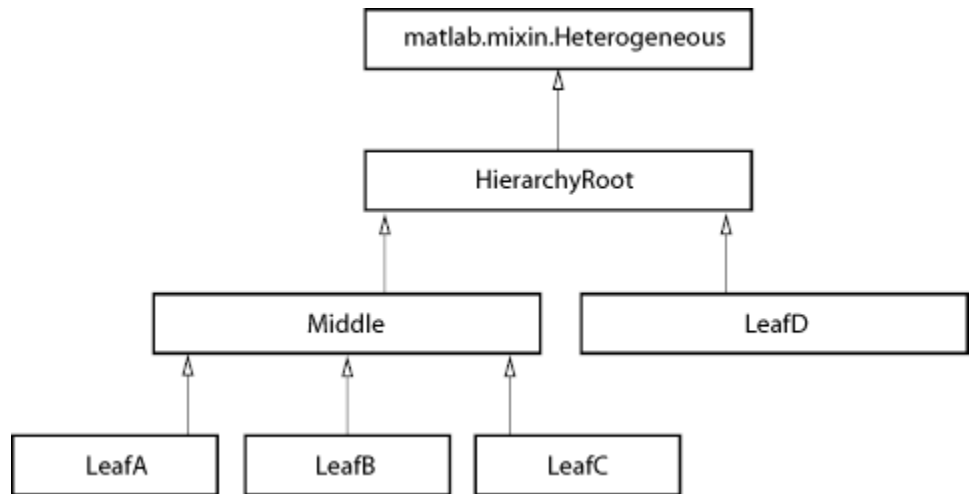 matlab.mixin.Heterogeneous
HierarchyRoot
Middle
LeafD
LeafA
LeafB
LeafC